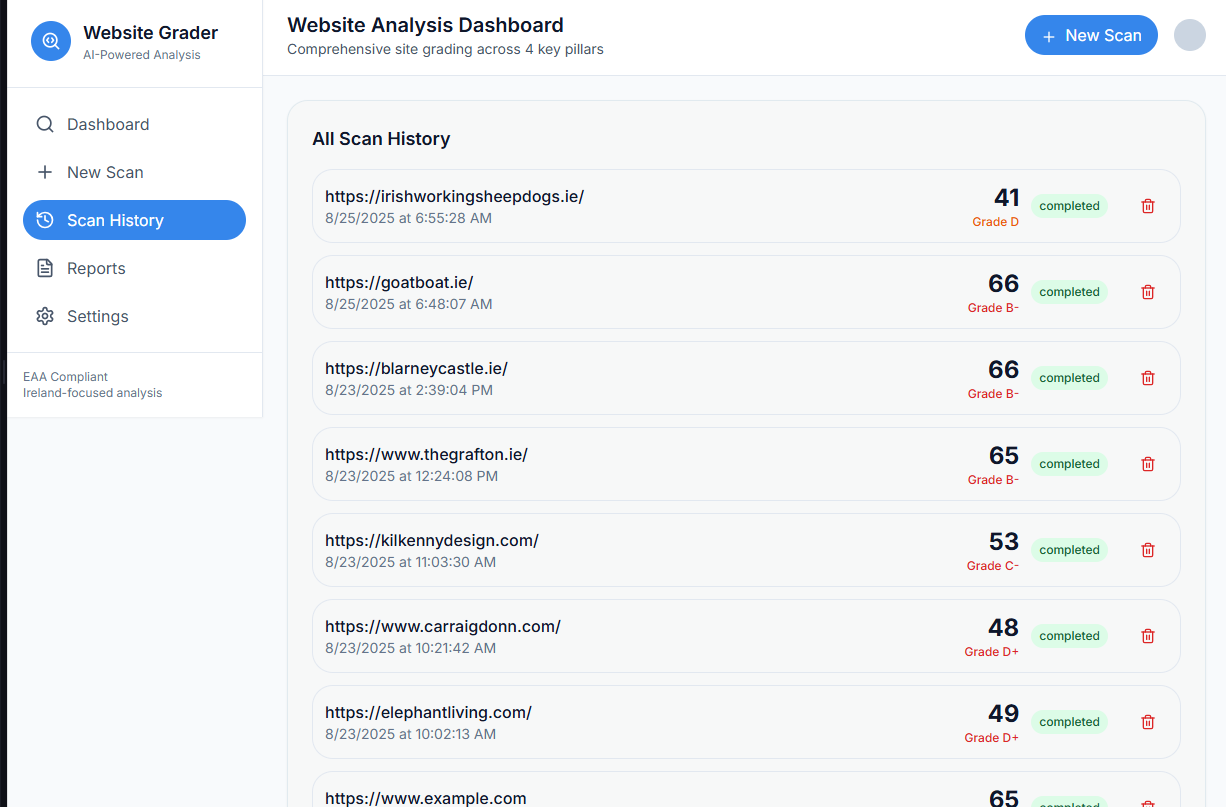 Website Grader
AI-Powered Analysis
Dashboard
New Scan
Scan History
Reports
Settings
EAA Compliant
Ireland-focused analysis
Website Analysis Dashboard
Comprehensive site grading across 4 key pillars
+ New Scan
All Scan History
https://irishworkingsheepdogs.ie/
8/25/2025 at 6:55:28 AM
41
Grade D
completed
https://goatboat.ie/
8/25/2025 at 6:48:07 AM
66
Grade B-
completed
https://blarneycastle.ie/
8/23/2025 at 2:39:04 PM
66
Grade B-
completed
https://www.thegrafton.ie/
8/23/2025 at 12:24:08 PM
65
Grade B-
completed
https://kilkennydesign.com/
8/23/2025 at 11:03:30 AM
53
Grade C-
completed
https://www.carraigdonn.com/
8/23/2025 at 10:21:42 AM
48
Grade D+
completed
https://elephantliving.com/
8/23/2025 at 10:02:13 AM
49
Grade D+
completed
https://www.example.com
65
completed